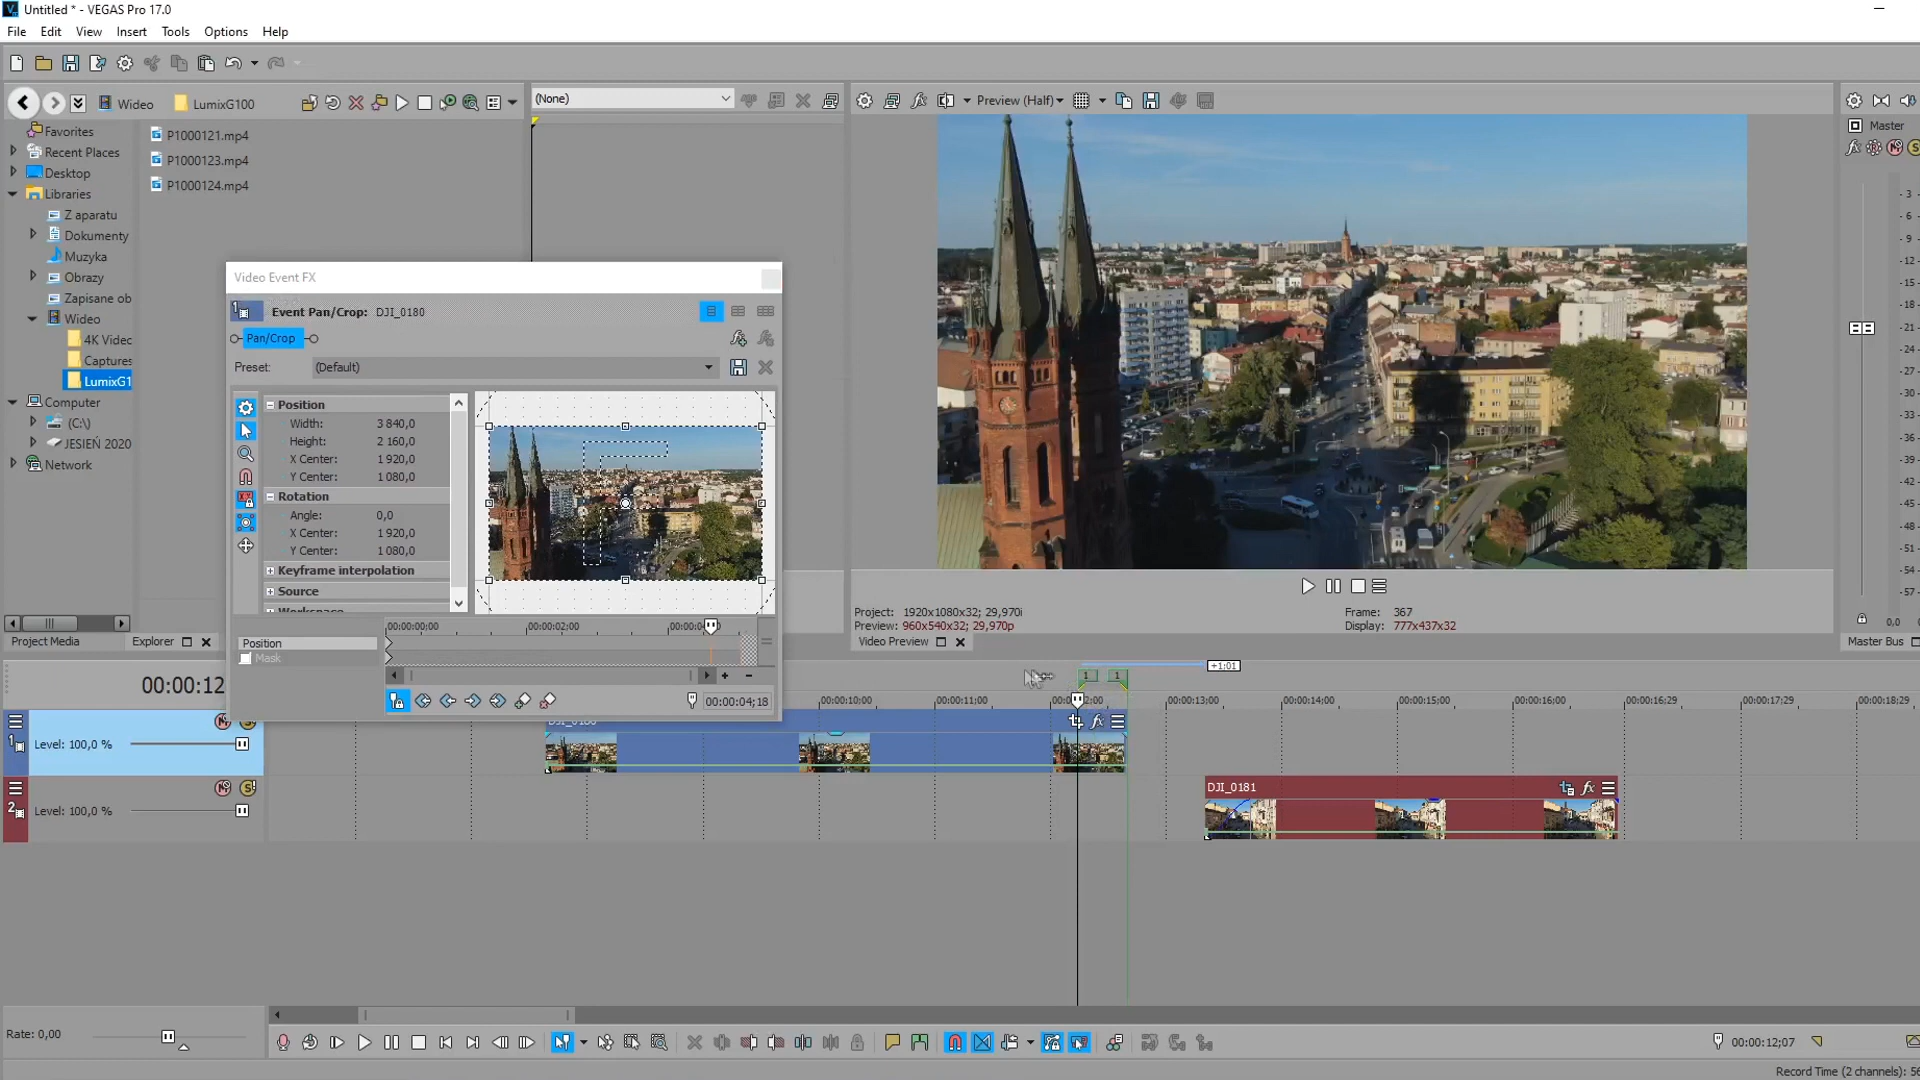 Untitled * - VEGAS Pro 17.0
File Edit View Insert Tools Options Help
Wideo LumixG100
(None)
Preview (Half)
Favorites
Recent Places
Desktop
Libraries
Z aparatu
Dokumenty
Muzyka
Obrazy
Zapisane ob
Wideo
4K Videc
Captures
LumixG1
Computer
(C:\)
JESIEŃ 2020
Network
P1000121.mp4
P1000123.mp4
P1000124.mp4
Video Event FX
Event Pan/Crop: DJI_0180
Pan/Crop
Preset: (Default)
Position
Width: 3 840,0
Height: 2 160,0
X Center: 1 920,0
Y Center: 1 080,0
Rotation
Angle: 0,0
X Center: 1 920,0
Y Center: 1 080,0
Keyframe interpolation
Source
Workspace
00:00:00:00 00:00:02:00
Position
Mask
00:00:04;18
Project: 1920x1080x32; 29,970i
Preview: 960x540x32; 29,970p
Frame: 367
Display: 777x437x32
Project Media Explorer
Video Preview
Master
-3
-6
-9
-12
-15
-18
-21
-24
-27
-30
-33
-36
-39
-42
-45
-48
-51
-54
-57
0,0
Master Bus
+1:01
1 1
00:00:12
00:00:10:00 00:00:11:00 00:00:13:00 00:00:14:00 00:00:15:00 00:00:16:00 00:00:16:29 00:00:17:29 00:00:18:29
1
Level: 100,0 %
2
Level: 100,0 %
DJI_0181
Rate: 0,00
00:00:12;07
Record Time (2 channels): 56